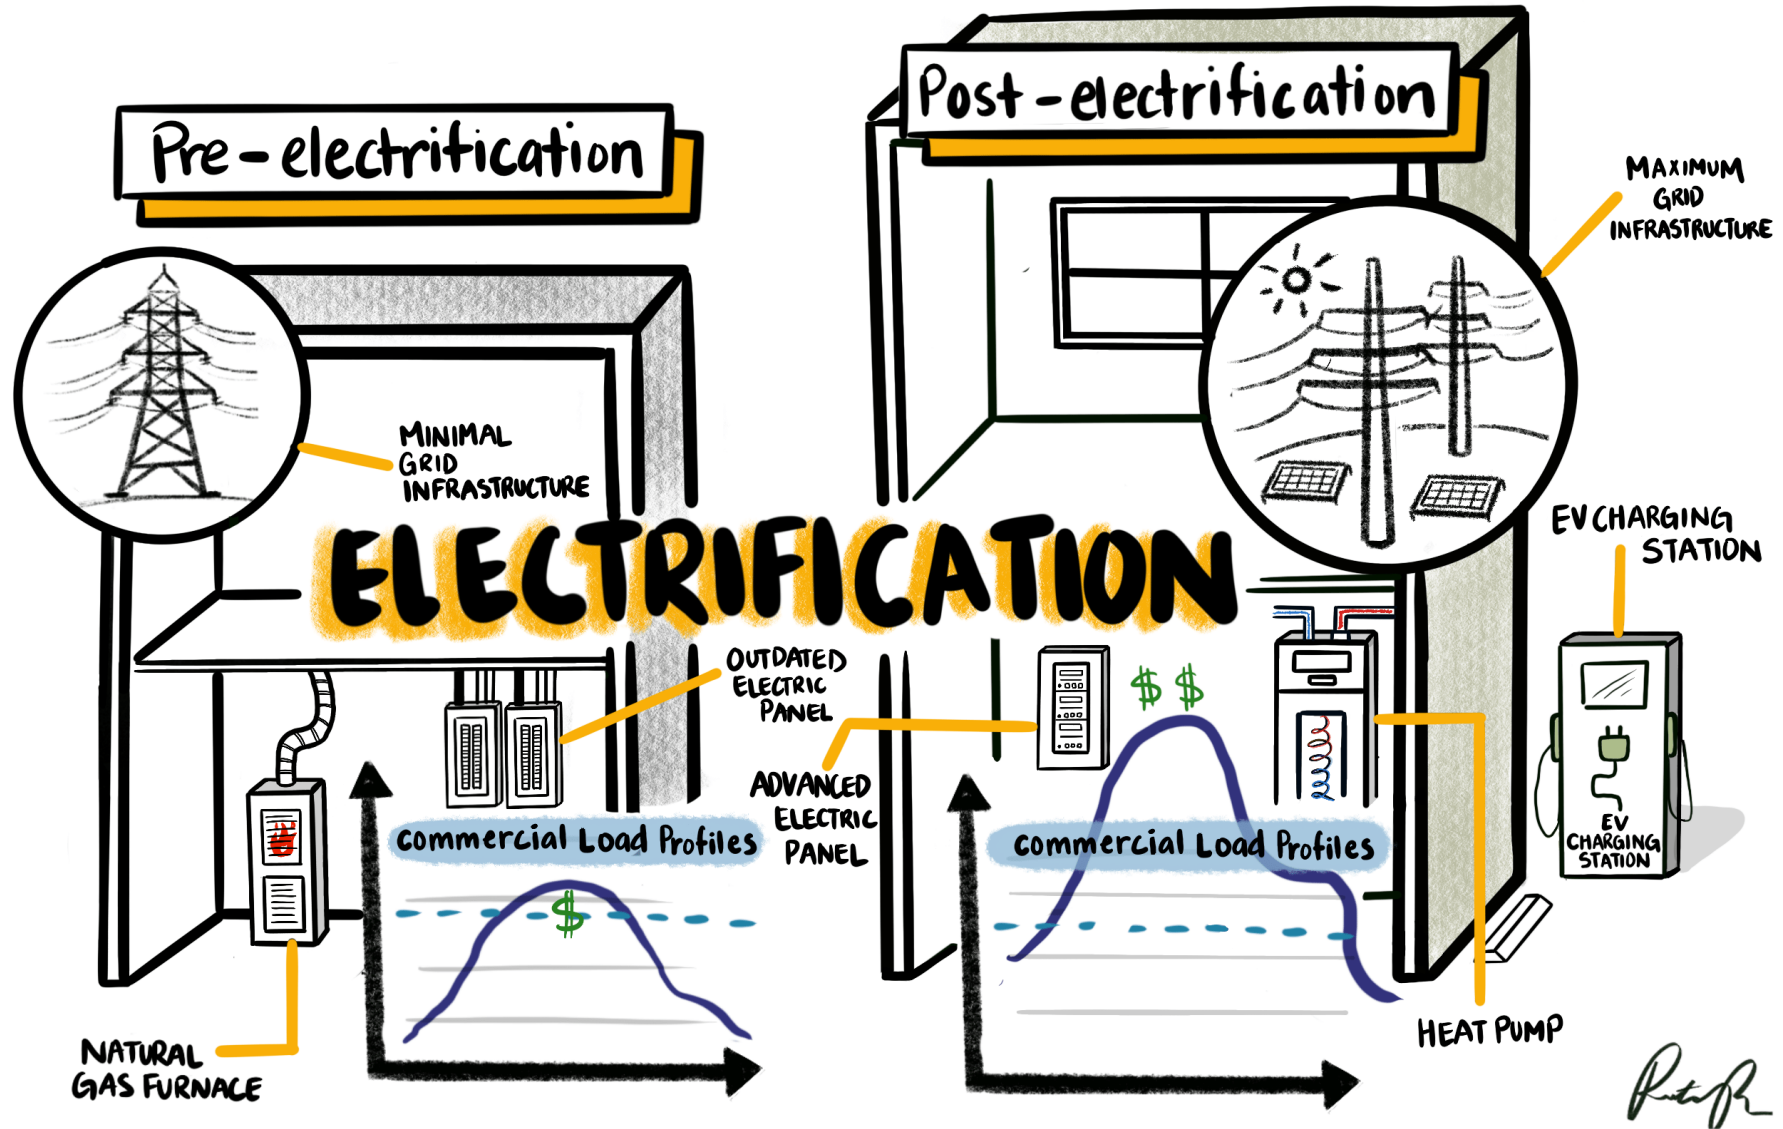 Pre-electrification
Post-electrification
MAXIMUM
GRID
INFRASTRUCTURE
MINIMAL
GRID
INFRASTRUCTURE
ELECTRIFICATION
EV CHARGING
STATION
OUTDATED
ELECTRIC
PANEL
$ $
ADVANCED
ELECTRIC
PANEL
commercial Load Profiles
$
commercial Load Profiles
EV
CHARGING
STATION
NATURAL
GAS FURNACE
HEAT PUMP